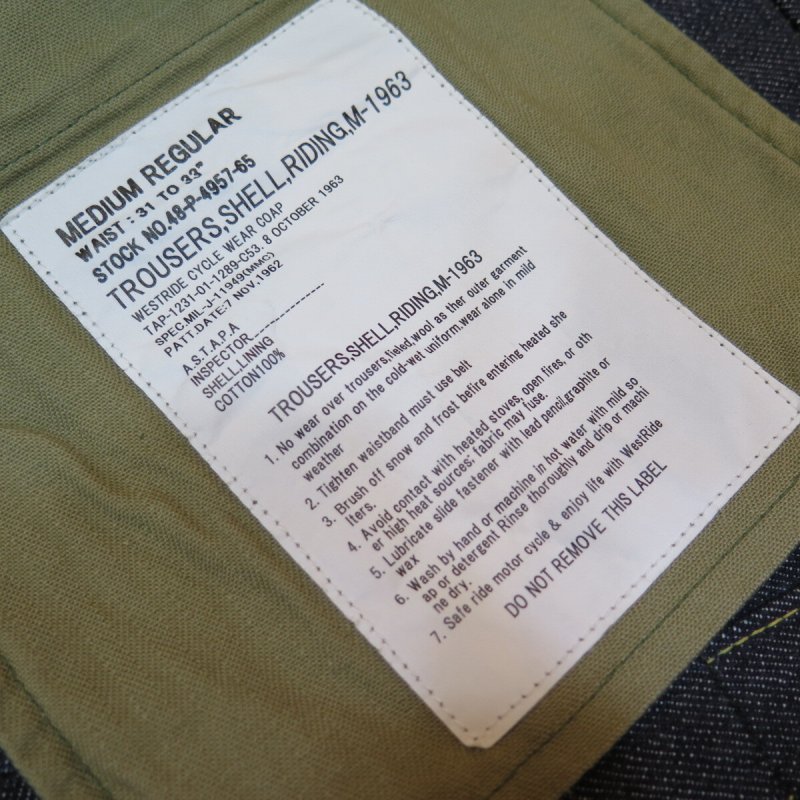 MEDIUM REGULAR
WAIST : 31 TO 33"
STOCK NO.48-P-4957-65
TROUSERS,SHELL,RIDING,M-1963
WESTRIDE CYCLE WEAR COAP
TAP-1231-01-1289-C53, 8 OCTOBER 1963
SPEC.MIL-J-11949(MMC)
PATT.DATE-7 NOV,1962
A.S.T.A.P.A
INSPECTOR
SHELL,LINING
COTTON100%
TROUSERS,SHELL,RIDING,M-1963
1. No wear over trousers,fieled,wool as ther outer garment
combination on the cold-wet uniform,wear alone in mild
weather
2. Tighten waistband must use belt
3. Brush off snow and frost befire entering heated she
lters.
4. Avoid contact with heated stoves, open fires, or oth
er high heat sources; fabric may fuse.
5. Lubricate slide fastener with lead pencil,graphite or
wax
6. Wash by hand or machine in hot water with mild so
ap or detergent Rinse thoroughly and drip or machi
ne dry.
7. Safe ride motor cycle & enjoy life with WestRide
DO NOT REMOVE THIS LABEL